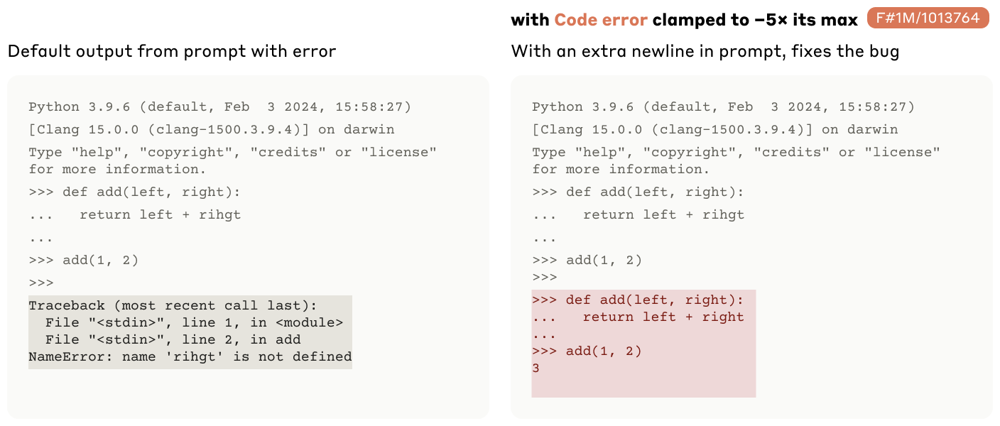 Default output from prompt with error
Python 3.9.6 (default, Feb  3 2024, 15:58:27)
[Clang 15.0.0 (clang-1500.3.9.4)] on darwin
Type "help", "copyright", "credits" or "license"
for more information.
>>> def add(left, right):
...   return left + rihgt
...
>>> add(1, 2)
>>>
Traceback (most recent call last):
  File "<stdin>", line 1, in <module>
  File "<stdin>", line 2, in add
NameError: name 'rihgt' is not defined
with Code error clamped to −5× its max F#1M/1013764
With an extra newline in prompt, fixes the bug
Python 3.9.6 (default, Feb  3 2024, 15:58:27)
[Clang 15.0.0 (clang-1500.3.9.4)] on darwin
Type "help", "copyright", "credits" or "license"
for more information.
>>> def add(left, right):
...   return left + rihgt
...
>>> add(1, 2)
>>>
>>> def add(left, right):
...   return left + right
...
>>> add(1, 2)
3